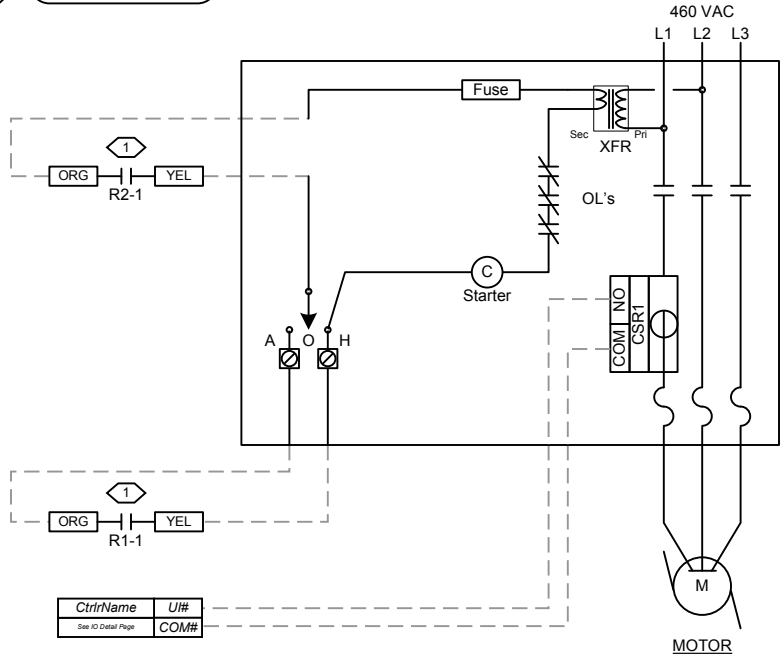 460 VAC
L1 L2 L3
Fuse
Sec Pri
XFR
1
ORG YEL
R2-1
OL's
C
Starter
NO
COM
CSR1
A O H
1
ORG YEL
R1-1
CtrlrName UI#
See IO Detail Page COM#
M
MOTOR